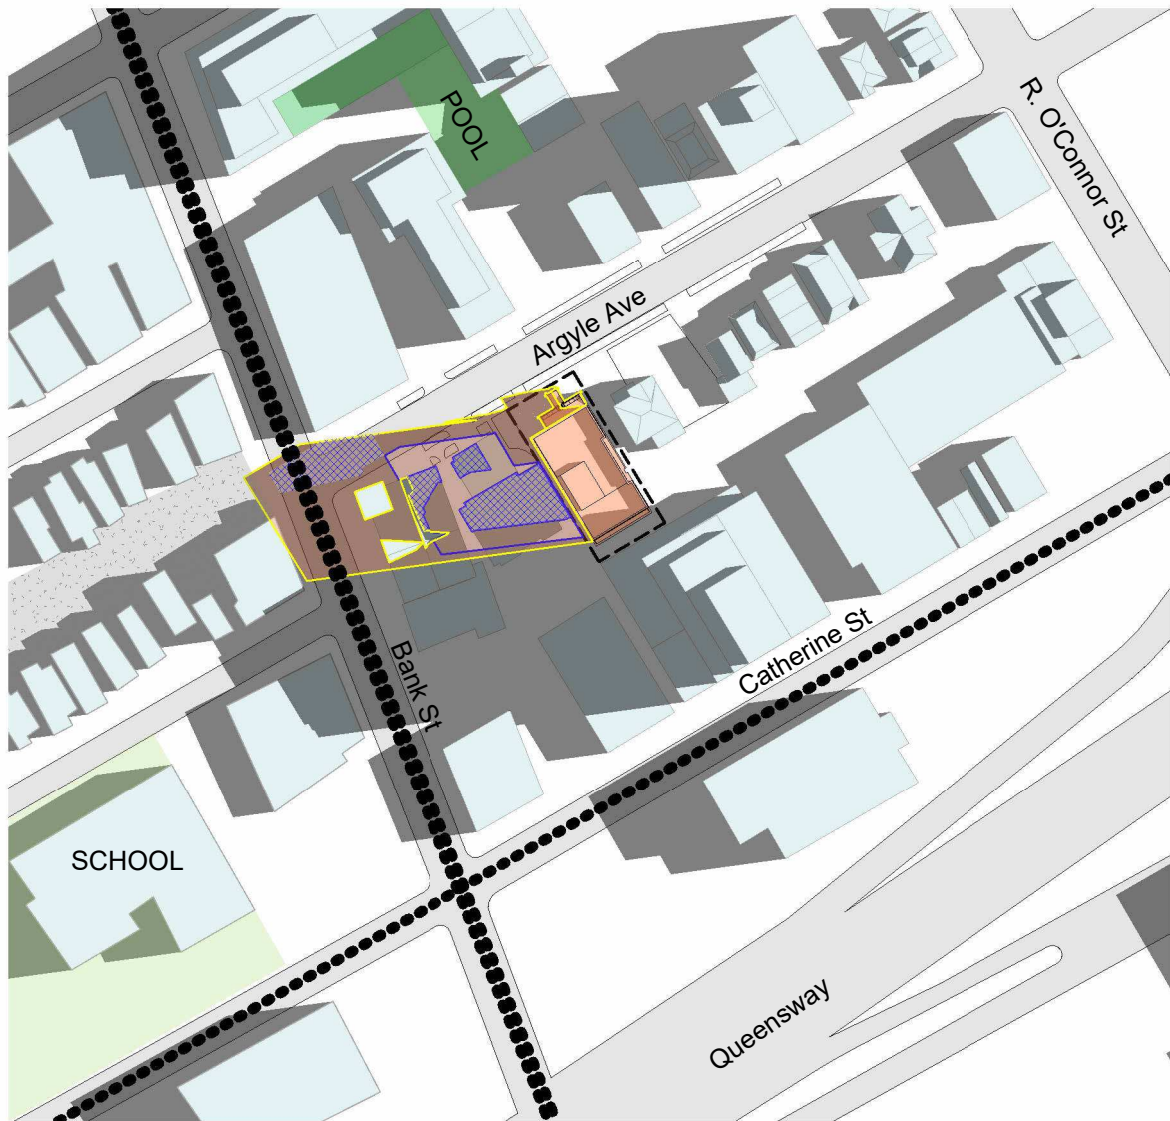 POOL
R. O'Connor St
Argyle Ave
Bank St
Catherine St
SCHOOL
Queensway